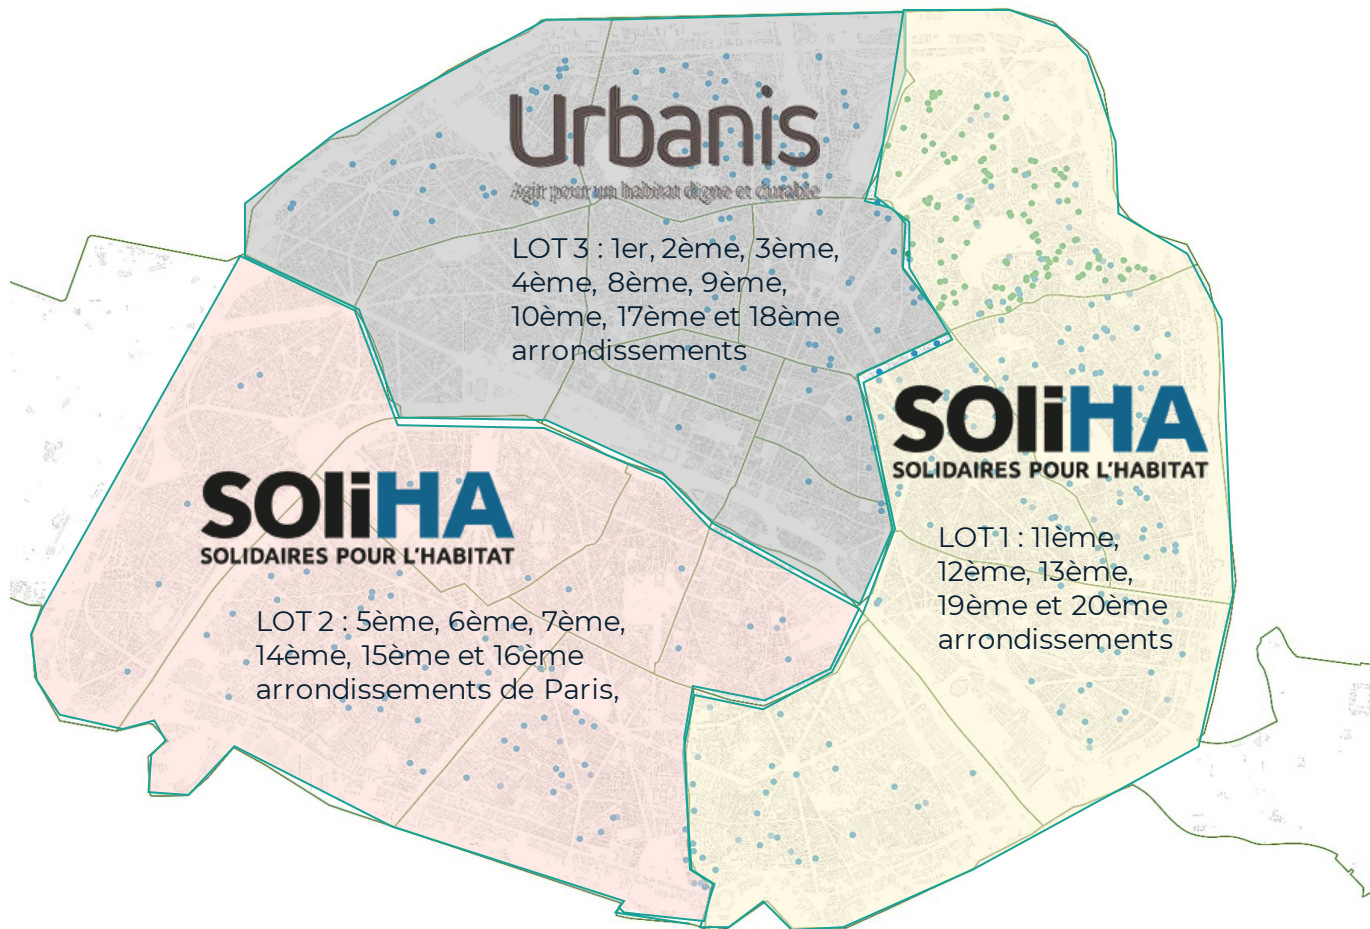 Urbanis
Agir pour un habitat digne et durable
LOT 3 : 1er, 2ème, 3ème,
4ème, 8ème, 9ème,
10ème, 17ème et 18ème
arrondissements
SOliHA
SOLIDAIRES POUR L'HABITAT
LOT 1 : 11ème,
12ème, 13ème,
19ème et 20ème
arrondissements
SOliHA
SOLIDAIRES POUR L'HABITAT
LOT 2 : 5ème, 6ème, 7ème,
14ème, 15ème et 16ème
arrondissements de Paris,